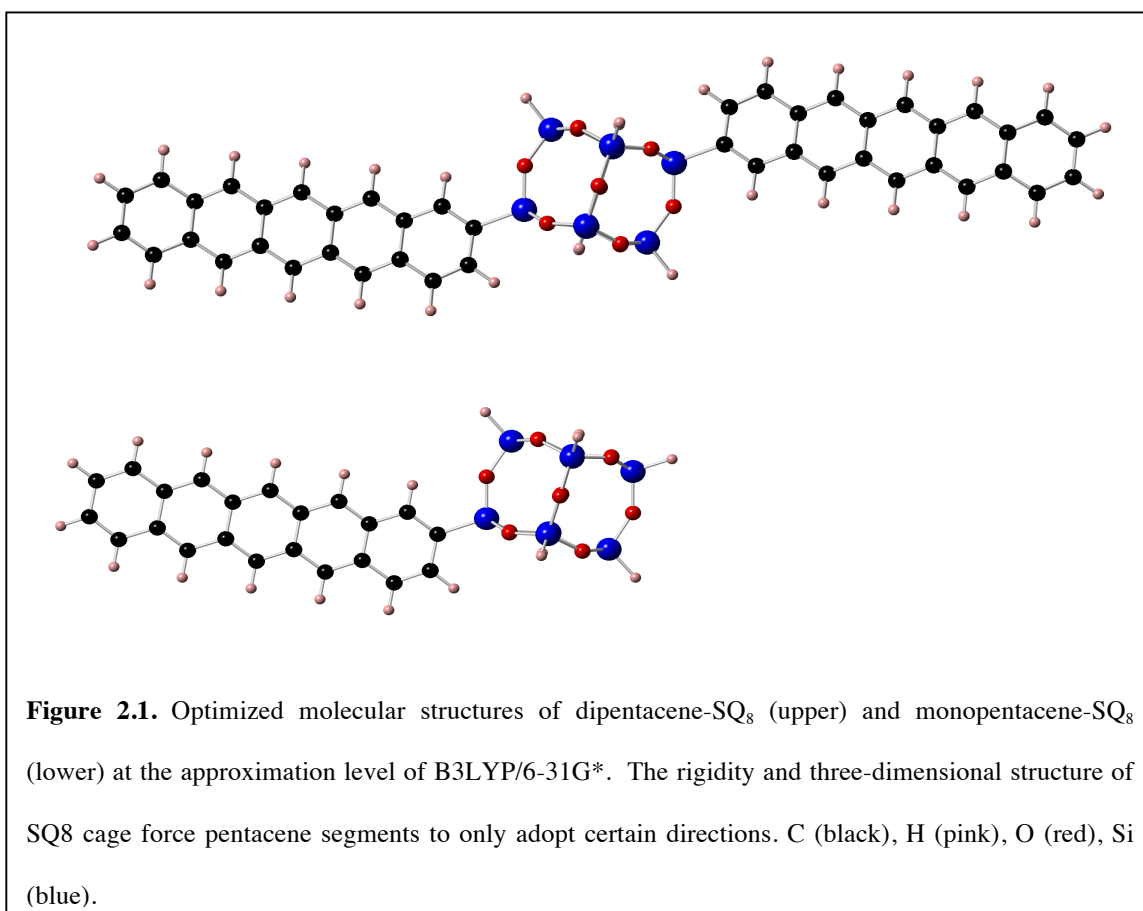 Figure 2.1. Optimized molecular structures of dipentacene-SQ₈ (upper) and monopentacene-SQ₈
(lower) at the approximation level of B3LYP/6-31G*. The rigidity and three-dimensional structure of
SQ8 cage force pentacene segments to only adopt certain directions. C (black), H (pink), O (red), Si
(blue).